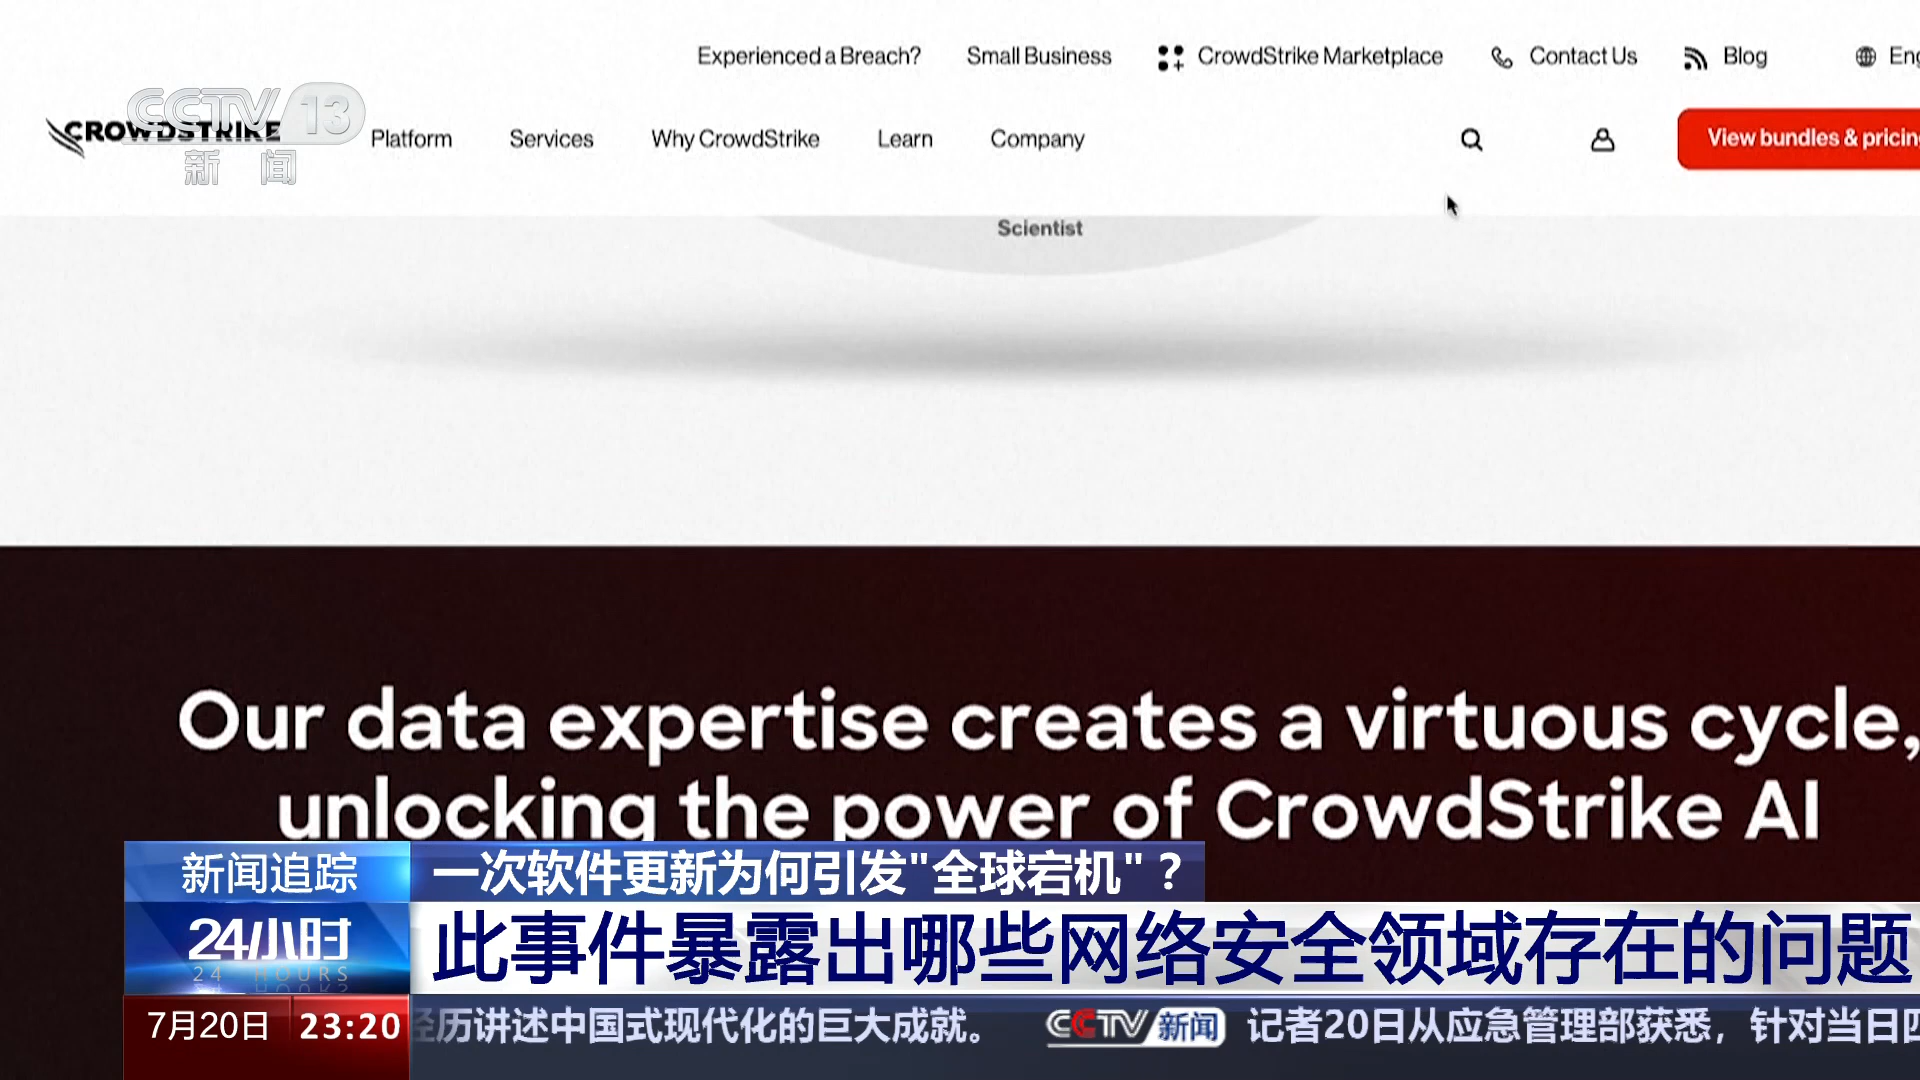 Experienced a Breach? Small Business CrowdStrike Marketplace Contact Us Blog Eng
CROWDSTRIKE Platform Services Why CrowdStrike Learn Company View bundles & pricin
CCTV 13
新闻
Scientist
Our data expertise creates a virtuous cycle,
unlocking the power of CrowdStrike AI
新闻追踪 一次软件更新为何引发"全球宕机"？
24小时 此事件暴露出哪些网络安全领域存在的问题
24 HOURS
7月20日 23:20 经历讲述中国式现代化的巨大成就。 CCTV新闻 记者20日从应急管理部获悉，针对当日四